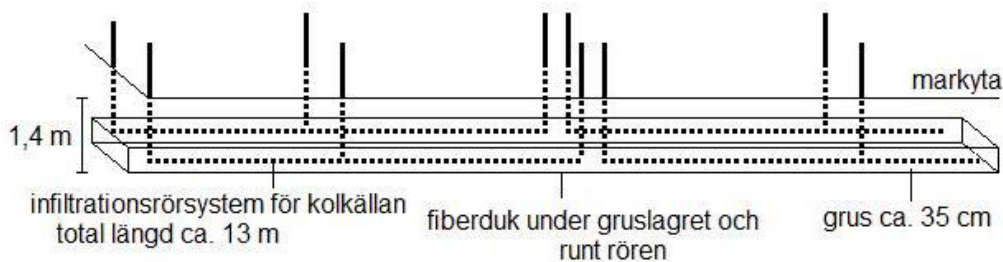 markyta
1,4 m
infiltrationsrörsystem för kolkällan
total längd ca. 13 m
fiberduk under gruslagret och
runt rören
grus ca. 35 cm